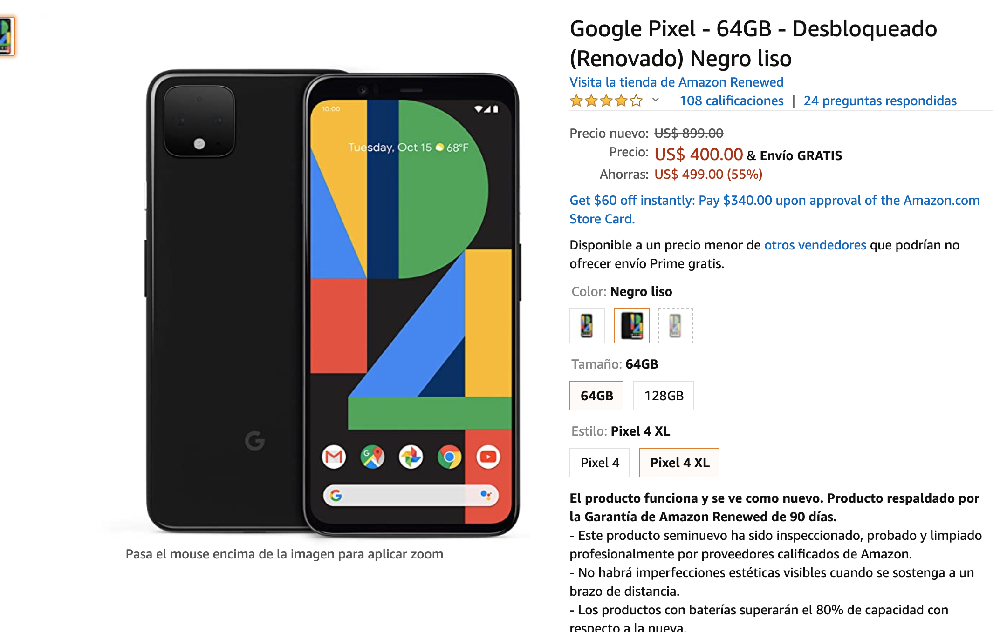 Google Pixel - 64GB - Desbloqueado
(Renovado) Negro liso
Visita la tienda de Amazon Renewed
108 calificaciones | 24 preguntas respondidas
Precio nuevo: US$ 899.00
Precio: US$ 400.00 & Envío GRATIS
Ahorras: US$ 499.00 (55%)
Get $60 off instantly: Pay $340.00 upon approval of the Amazon.com
Store Card.
Disponible a un precio menor de otros vendedores que podrían no
ofrecer envío Prime gratis.
Color: Negro liso
Tamaño: 64GB
64GB
128GB
Estilo: Pixel 4 XL
Pixel 4
Pixel 4 XL
El producto funciona y se ve como nuevo. Producto respaldado por
la Garantía de Amazon Renewed de 90 días.
- Este producto seminuevo ha sido inspeccionado, probado y limpiado
profesionalmente por proveedores calificados de Amazon.
- No habrá imperfecciones estéticas visibles cuando se sostenga a un
brazo de distancia.
- Los productos con baterías superarán el 80% de capacidad con
respecto a la nueva.
10:00
Tuesday, Oct 15 68°F
G
Pasa el mouse encima de la imagen para aplicar zoom